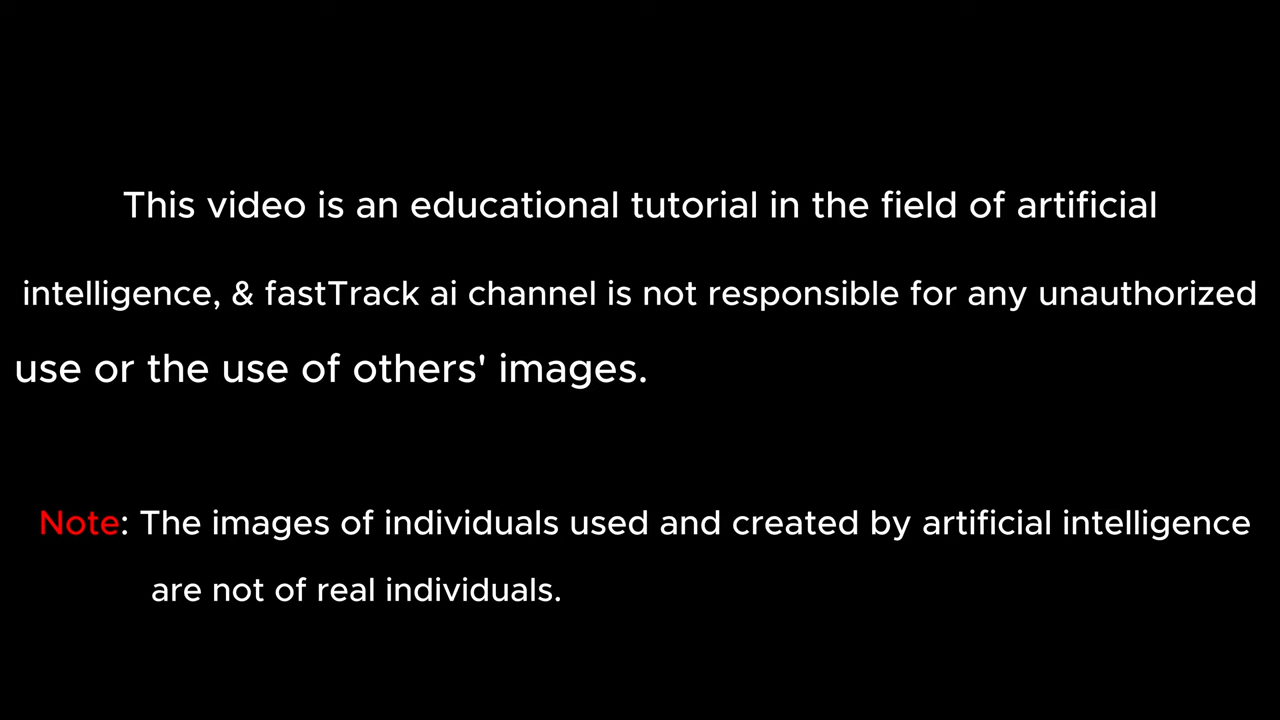 This video is an educational tutorial in the field of artificial
intelligence, & fastTrack ai channel is not responsible for any unauthorized
use or the use of others' images.
Note: The images of individuals used and created by artificial intelligence
are not of real individuals.